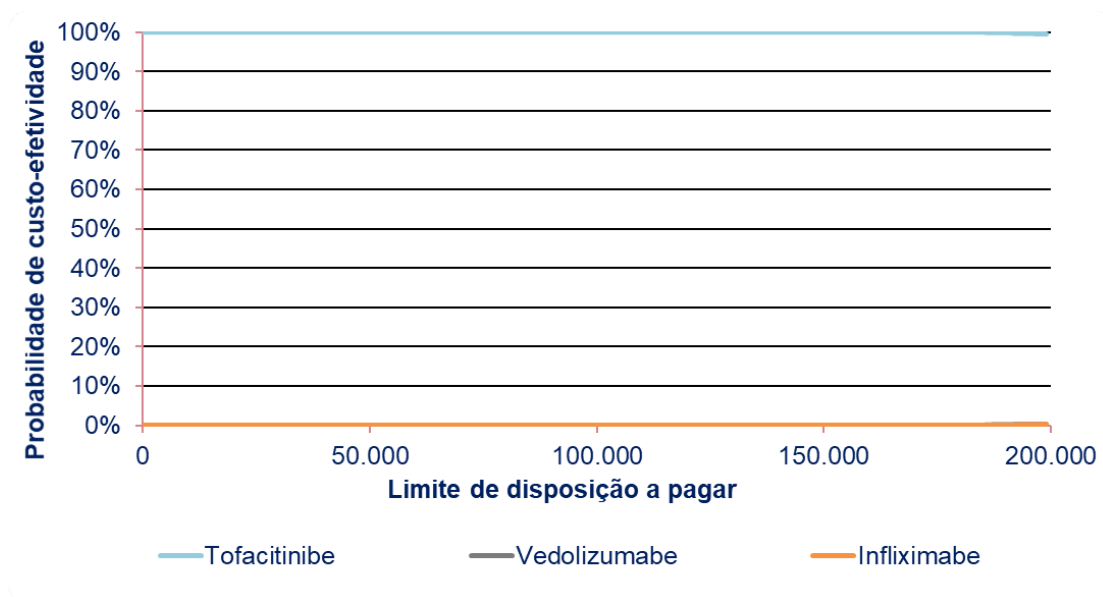 Probabilidade de custo-efetividade
100%
90%
80%
70%
60%
50%
40%
30%
20%
10%
0%
0 50.000 100.000 150.000 200.000
Limite de disposição a pagar
Tofacitinibe Vedolizumabe Infliximabe